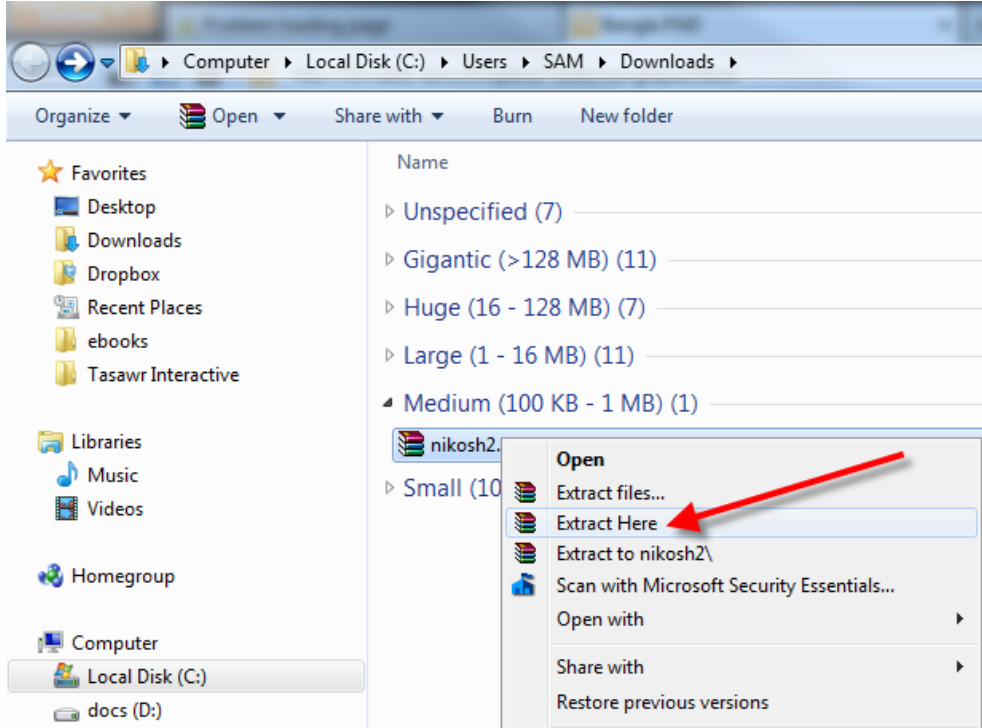 Problem loading page
Computer Local Disk (C:) Users SAM Downloads
Organize Open Share with Burn New folder
Favorites
Desktop
Downloads
Dropbox
Recent Places
ebooks
Tasawr Interactive
Libraries
Music
Videos
Homegroup
Computer
Local Disk (C:)
docs (D:)
Name
Unspecified (7)
Gigantic (>128 MB) (11)
Huge (16 - 128 MB) (7)
Large (1 - 16 MB) (11)
Medium (100 KB - 1 MB) (1)
nikosh2.
Small (10
Open
Extract files...
Extract Here
Extract to nikosh2\
Scan with Microsoft Security Essentials...
Open with
Share with
Restore previous versions